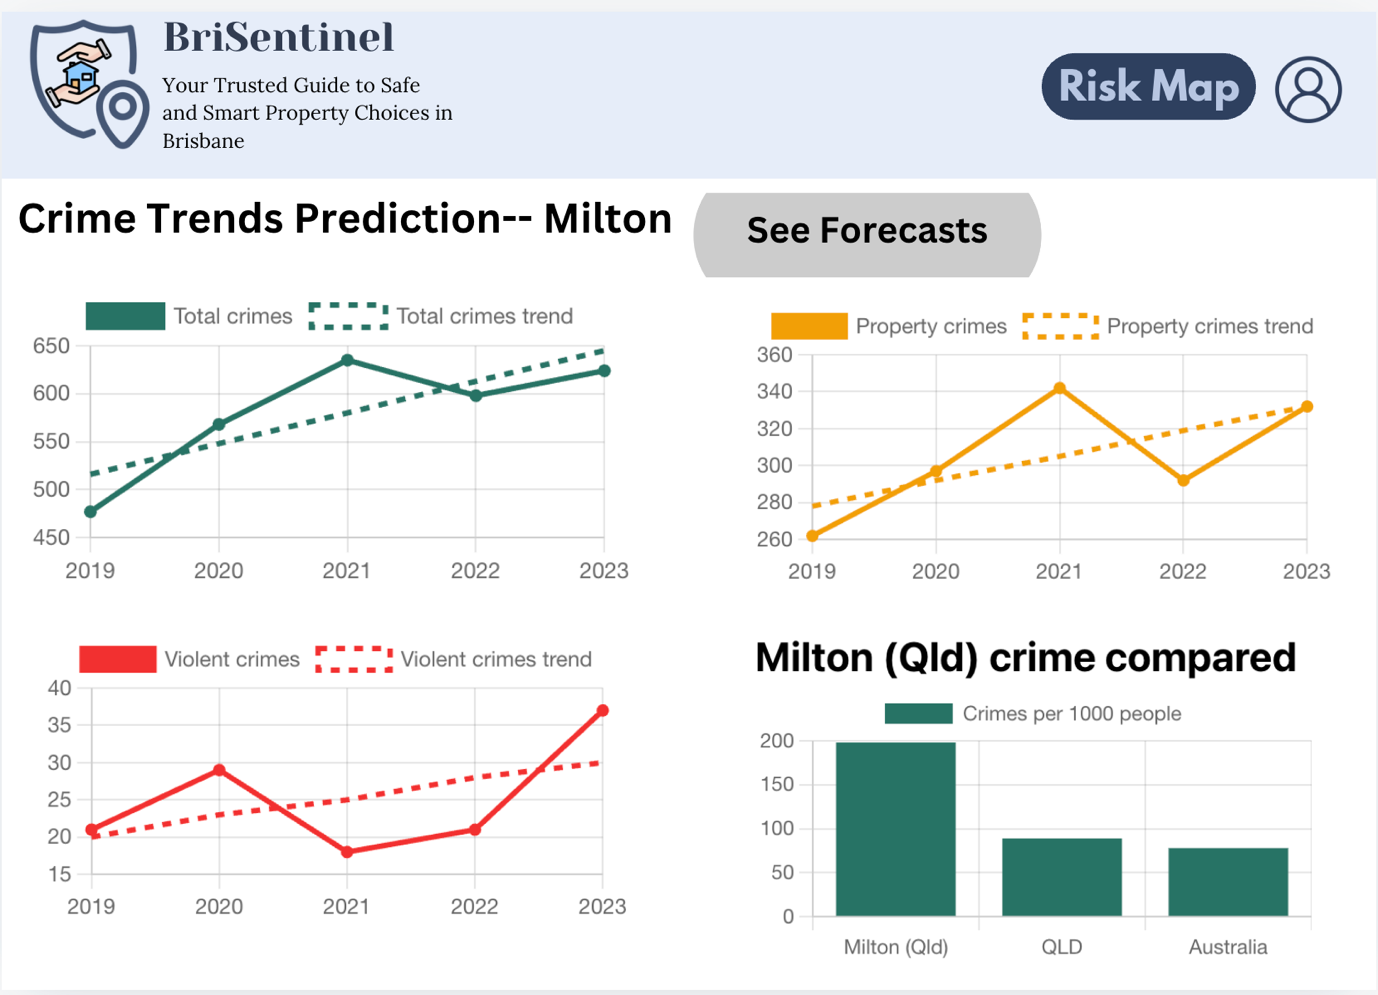 BriSentinel
Your Trusted Guide to Safe
and Smart Property Choices in
Brisbane
Risk Map
Crime Trends Prediction-- Milton
See Forecasts
Total crimes
Total crimes trend
650
600
550
500
450
2019 2020 2021 2022 2023
Property crimes
Property crimes trend
360
340
320
300
280
260
2019 2020 2021 2022 2023
Violent crimes
Violent crimes trend
40
35
30
25
20
15
2019 2020 2021 2022 2023
Milton (Qld) crime compared
Crimes per 1000 people
200
150
100
50
0
Milton (Qld) QLD Australia